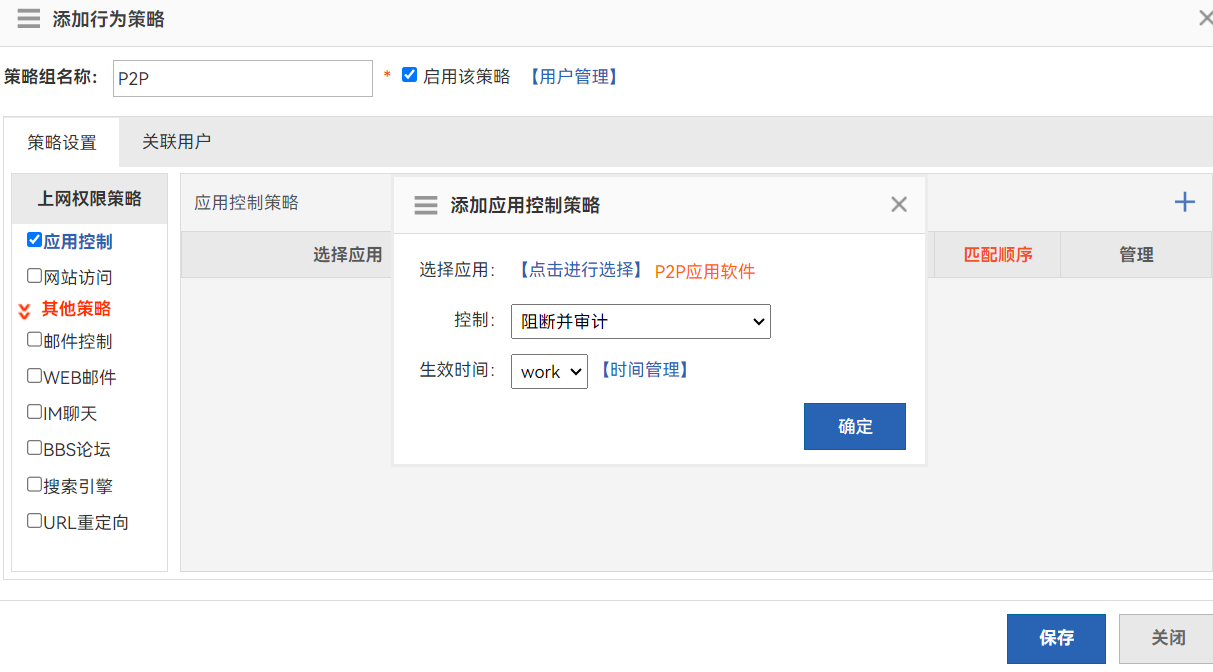 添加行为策略
策略组名称: P2P * 启用该策略 【用户管理】
策略设置 关联用户
上网权限策略
应用控制
网站访问
其他策略
邮件控制
WEB邮件
IM聊天
BBS论坛
搜索引擎
URL重定向
应用控制策略
选择应用 匹配顺序 管理
添加应用控制策略
选择应用: 【点击进行选择】 P2P应用软件
控制: 阻断并审计
生效时间: work 【时间管理】
确定
保存 关闭